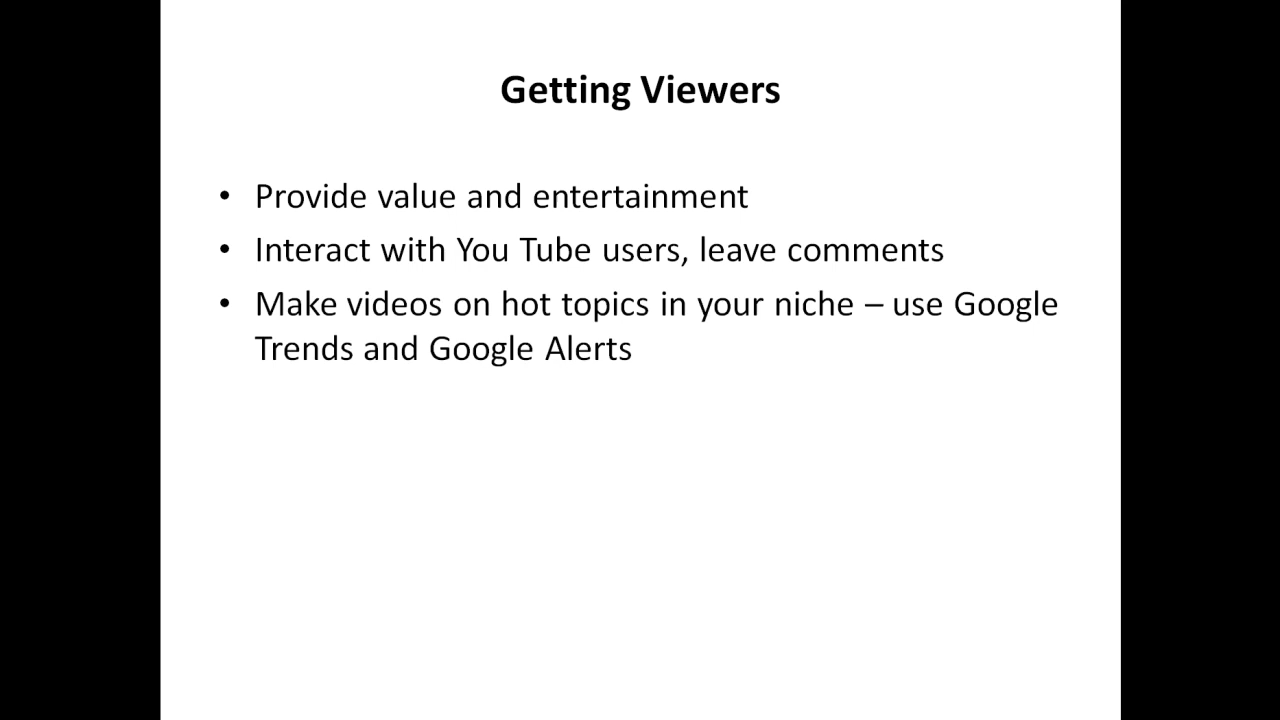 Getting Viewers
• Provide value and entertainment
• Interact with You Tube users, leave comments
• Make videos on hot topics in your niche – use Google
Trends and Google Alerts